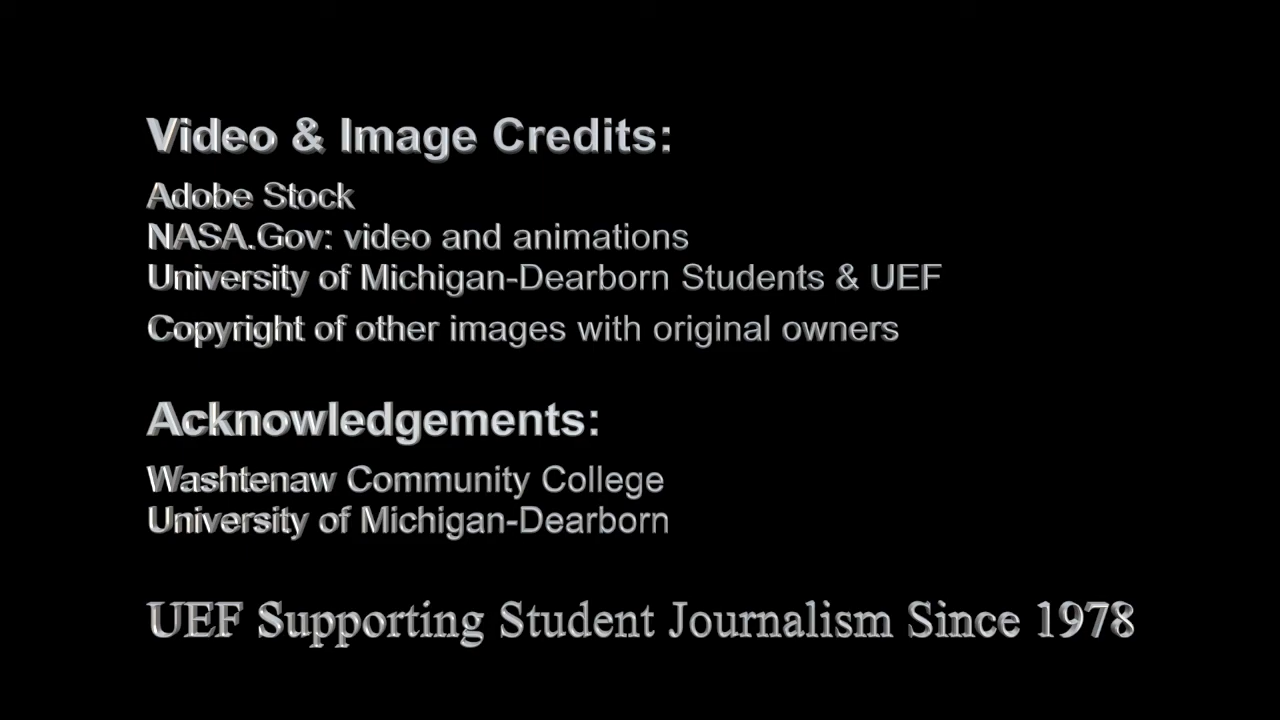 Video & Image Credits:
Adobe Stock
NASA.Gov: video and animations
University of Michigan-Dearborn Students & UEF
Copyright of other images with original owners
Acknowledgements:
Washtenaw Community College
University of Michigan-Dearborn
UEF Supporting Student Journalism Since 1978